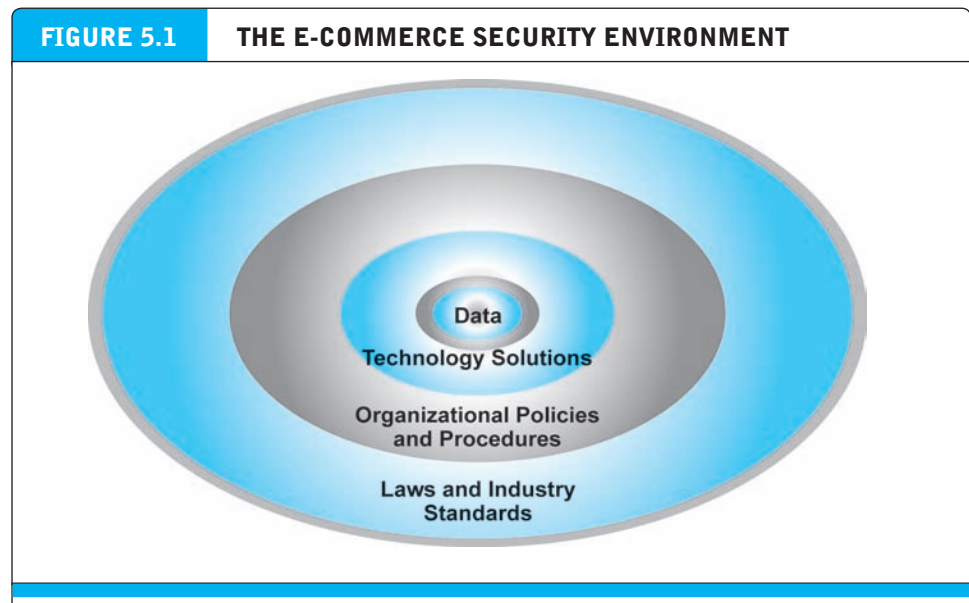 FIGURE 5.1 THE E-COMMERCE SECURITY ENVIRONMENT
Data
Technology Solutions
Organizational Policies
and Procedures
Laws and Industry
Standards